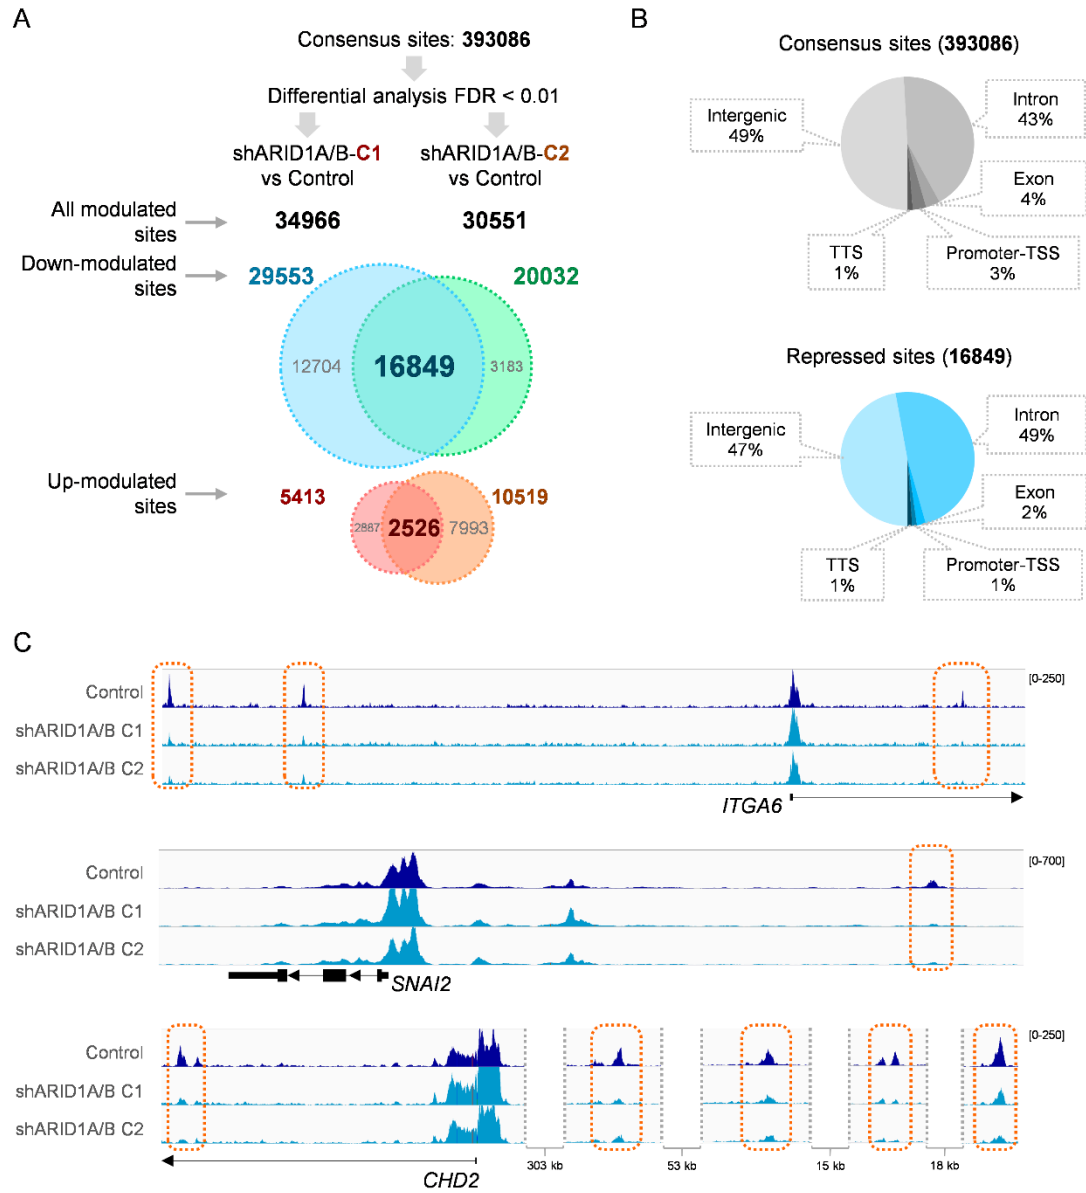 A
Consensus sites: 393086
Differential analysis FDR < 0.01
shARID1A/B-C1
vs Control
shARID1A/B-C2
vs Control
All modulated
sites
34966
30551
Down-modulated
sites
29553
20032
12704
16849
3183
Up-modulated
sites
5413
10519
2887
2526
7993
B
Consensus sites (393086)
Intergenic
49%
Intron
43%
Exon
4%
TTS
1%
Promoter-TSS
3%
Repressed sites (16849)
Intergenic
47%
Intron
49%
Exon
2%
TTS
1%
Promoter-TSS
1%
C
Control
[0-250]
shARID1A/B C1
shARID1A/B C2
ITGA6
Control
[0-700]
shARID1A/B C1
shARID1A/B C2
SNAI2
Control
[0-250]
shARID1A/B C1
shARID1A/B C2
CHD2
303 kb
53 kb
15 kb
18 kb